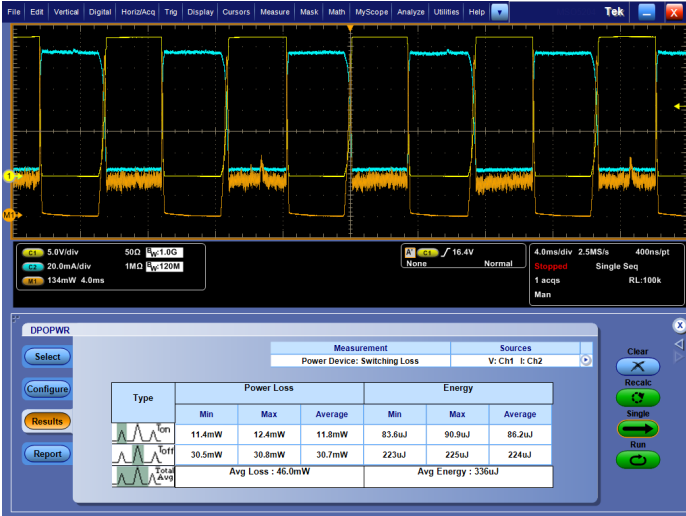 File Edit Vertical Digital Horiz/Acq Trig Display Cursors Measure Mask Math MyScope Analyze Utilities Help Tek X
1
M1
C1 5.0V/div 50Ω BW:1.0G
C2 20.0mA/div 1MΩ BW:120M
M1 134mW 4.0ms
A' C1 16.4V
None Normal
4.0ms/div 2.5MS/s 400ns/pt
Stopped Single Seq
1 acqs RL:100k
Man
DPOPWR
X
Select
Configure
Results
Report
Measurement Sources
Power Device: Switching Loss V: Ch1 I: Ch2
Type Power Loss Energy
Min Max Average Min Max Average
Ton 11.4mW 12.4mW 11.8mW 83.6uJ 90.9uJ 86.2uJ
Toff 30.5mW 30.8mW 30.7mW 223uJ 225uJ 224uJ
Total Avg Avg Loss : 46.0mW Avg Energy : 336uJ
Clear
Recalc
Single
Run